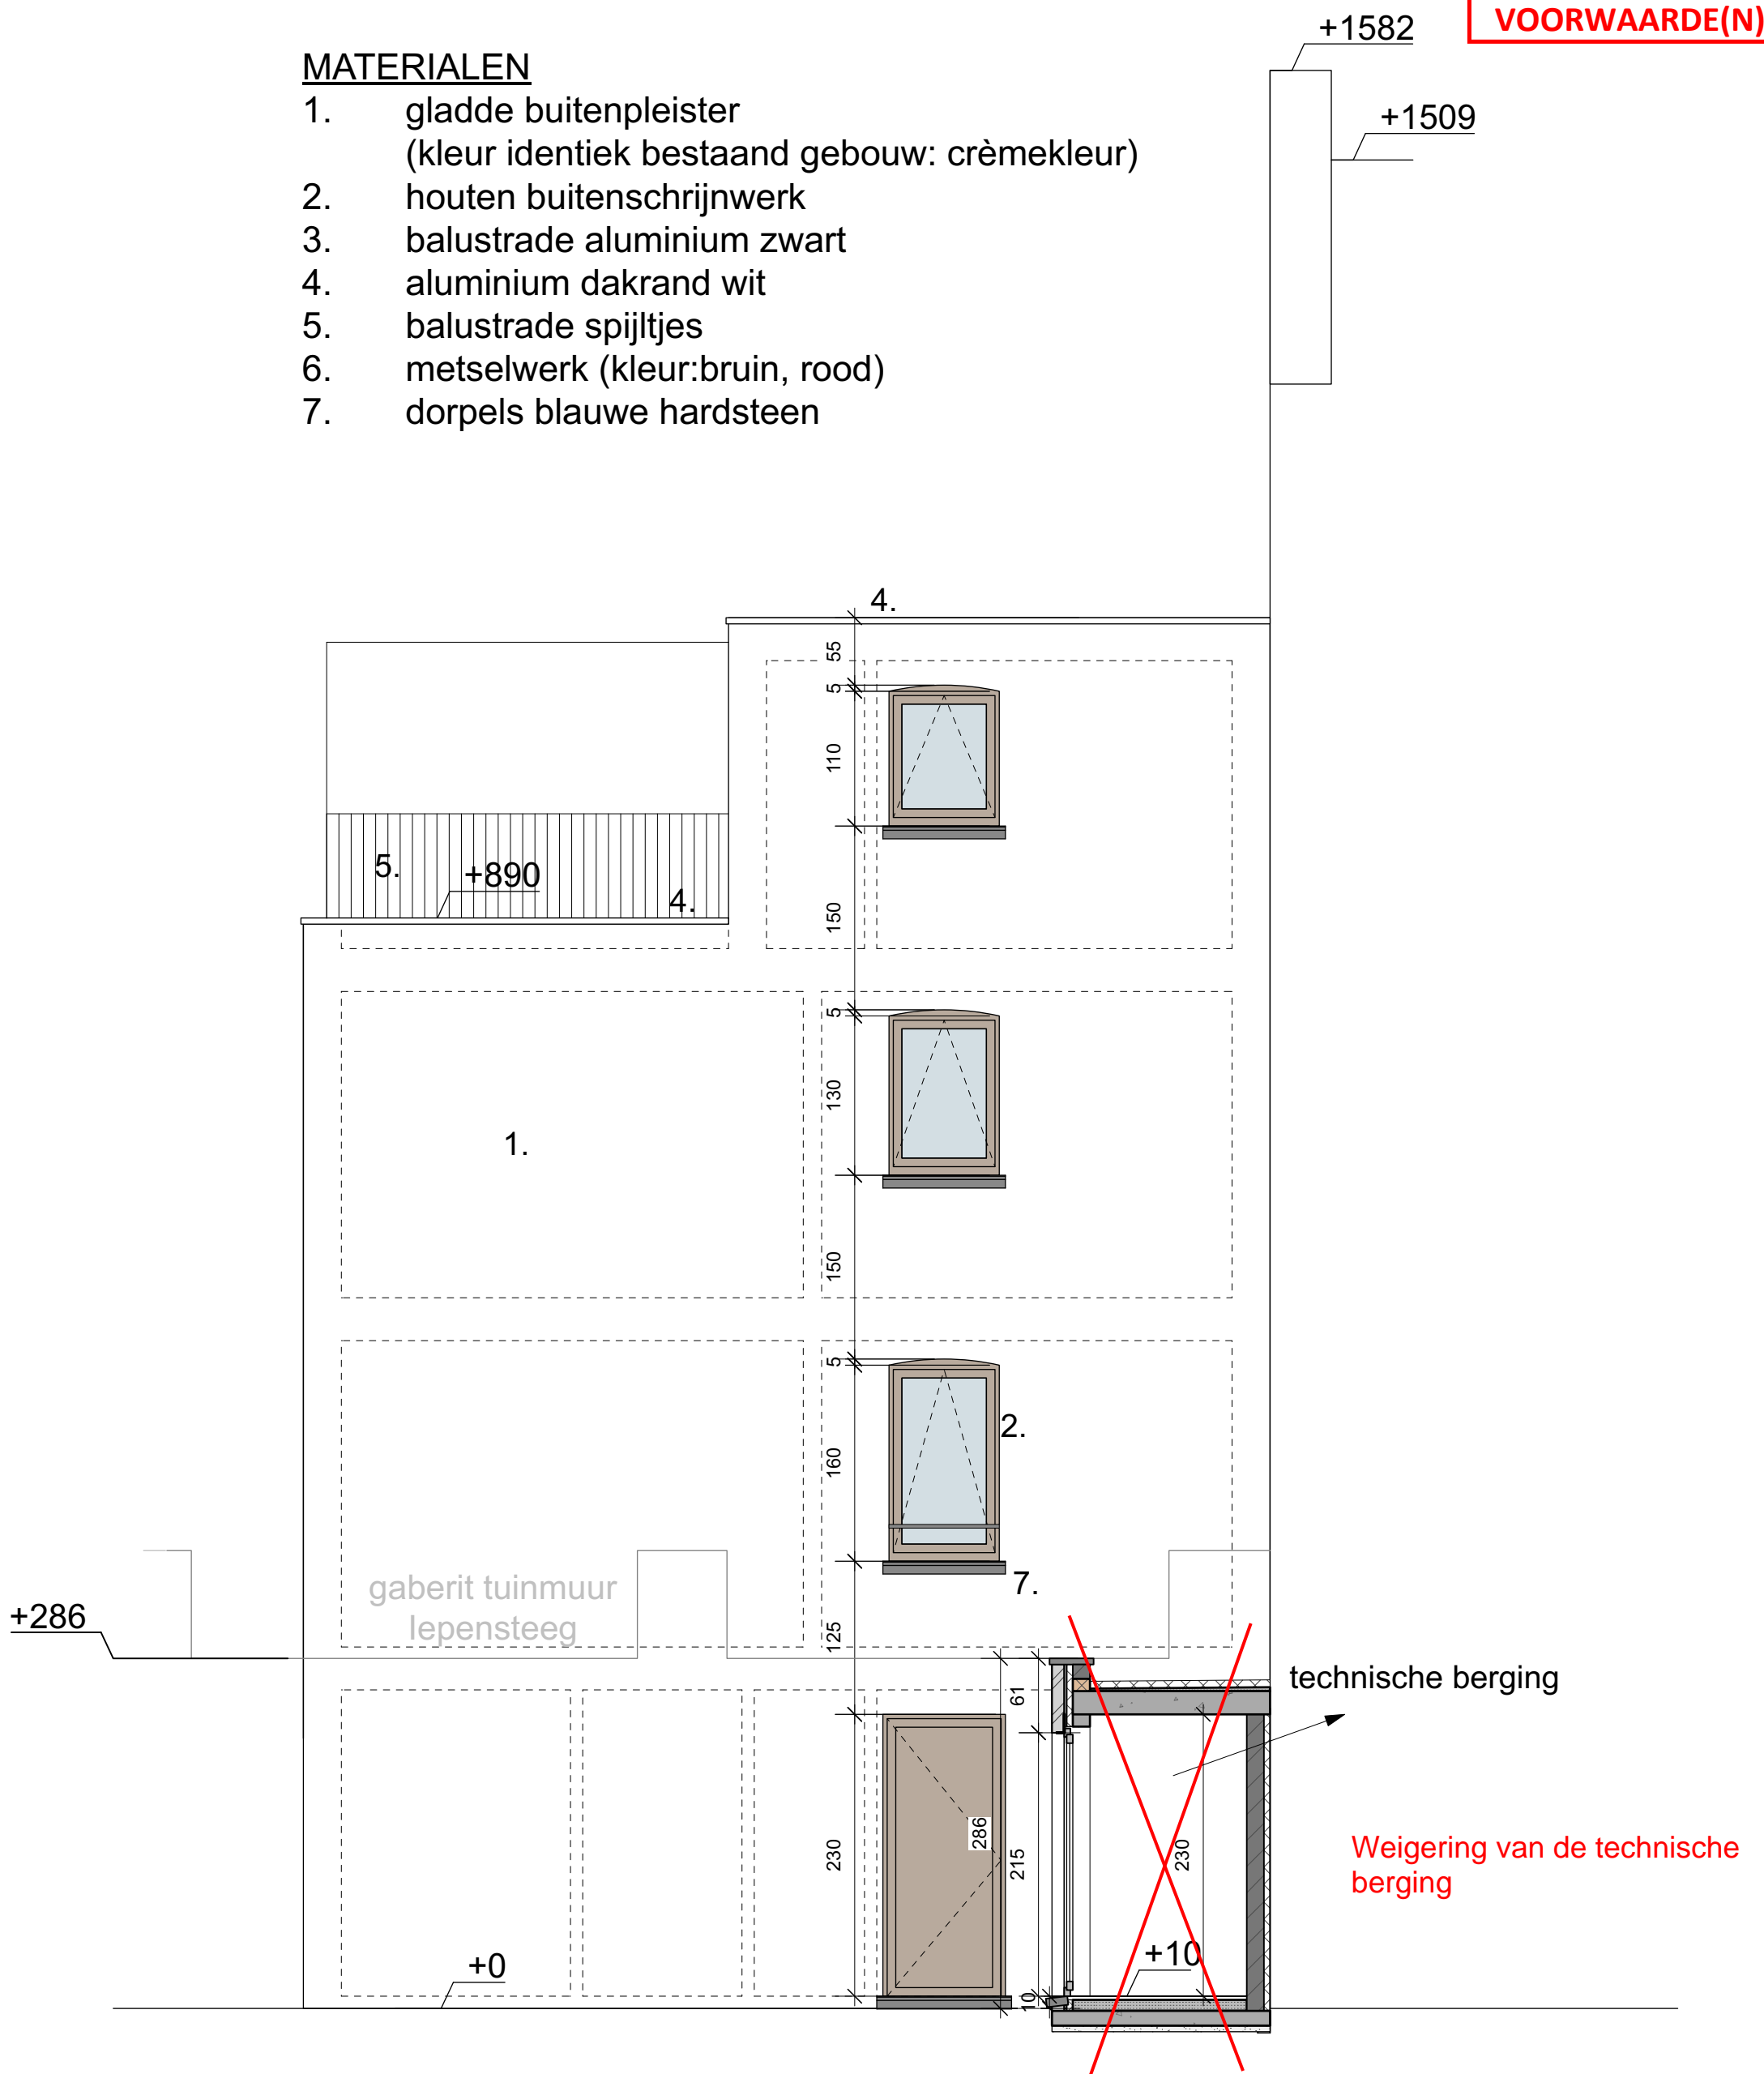 VOORWAARDE(N)
+1582
+1509
MATERIALEN
1. gladde buitenpleister
(kleur identiek bestaand gebouw: crèmekleur)
2. houten buitenschrijnwerk
3. balustrade aluminium zwart
4. aluminium dakrand wit
5. balustrade spijltjes
6. metselwerk (kleur:bruin, rood)
7. dorpels blauwe hardsteen
4.
55
5
110
5.
+890
4.
150
5
130
1.
150
5
2.
160
gaberit tuinmuur
Iepensteeg
7.
+286
125
61
technische berging
286
230
215
230
Weigering van de technische
berging
+10
+0
10